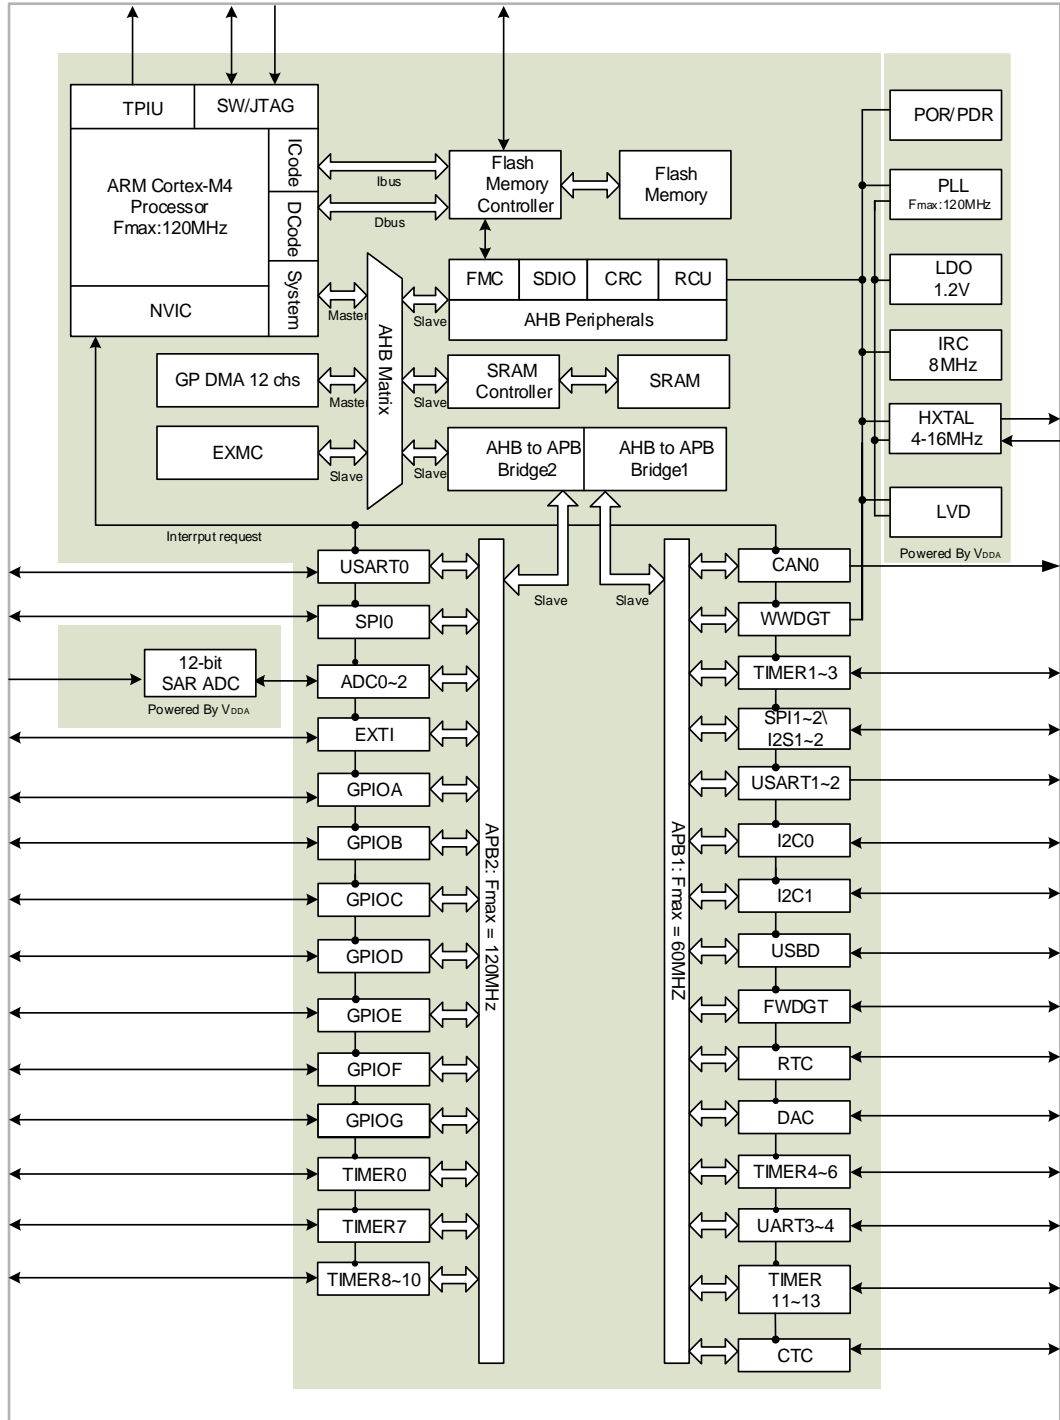 TPIU
SW/JTAG
POR/PDR
ICode
Ibus
Flash
Memory
Controller
Flash
Memory
ARM Cortex-M4
Processor
Fmax:120MHz
DCode
Dbus
PLL
Fmax:120MHz
System
Master
Slave
FMC
SDIO
CRC
RCU
LDO
1.2V
NVIC
AHB Peripherals
AHB Matrix
IRC
8MHz
GP DMA 12 chs
Master
Slave
SRAM
Controller
SRAM
HXTAL
4-16MHz
EXMC
Slave
Slave
AHB to APB
Bridge2
AHB to APB
Bridge1
LVD
Interrput request
Powered By VDDA
Slave
Slave
USART0
SPI0
12-bit
SAR ADC
Powered By VDDA
ADC0~2
EXTI
GPIOA
GPIOB
GPIOC
GPIOD
GPIOE
GPIOF
GPIOG
TIMER0
TIMER7
TIMER8~10
APB2: Fmax = 120MHz
APB1: Fmax = 60MHZ
CAN0
WWDGT
TIMER1~3
SPI1~2\
I2S1~2
USART1~2
I2C0
I2C1
USBD
FWDGT
RTC
DAC
TIMER4~6
UART3~4
TIMER
11~13
CTC